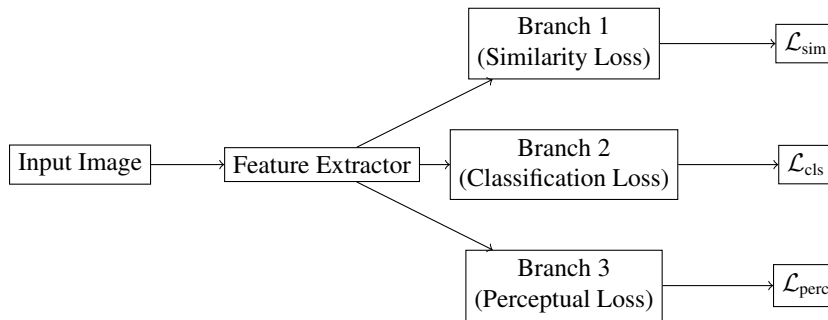 Input Image
Feature Extractor
Branch 1
(Similarity Loss)
ℒsim
Branch 2
(Classification Loss)
ℒcls
Branch 3
(Perceptual Loss)
ℒperc